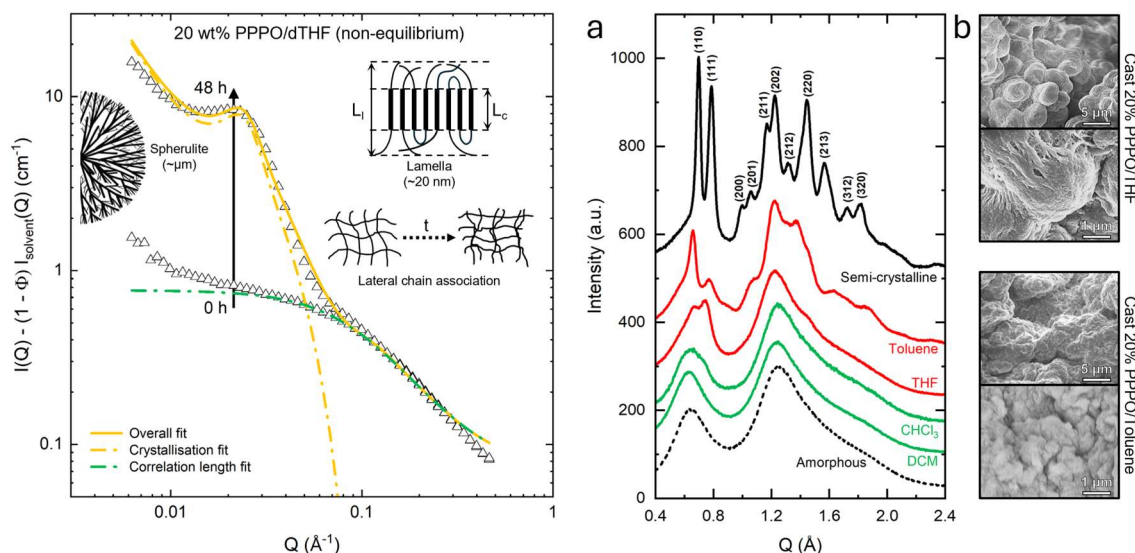 20 wt% PPPO/dTHF (non-equilibrium)
48 h
Spherulite
(~μm)
L_l
L_c
Lamella
(~20 nm)
t
Lateral chain association
0 h
Overall fit
Crystallisation fit
Correlation length fit
I(Q) - (1 - Φ) I_solvent(Q) (cm⁻¹)
10
1
0.1
0.01
0.1
1
Q (Å⁻¹)
a
Intensity (a.u.)
1000
800
600
400
200
0
(110)
(111)
(200)
(201)
(211)
(202)
(212)
(220)
(213)
(312)
(320)
Semi-crystalline
Toluene
THF
CHCl₃
DCM
Amorphous
0.4
0.8
1.2
1.6
2.0
2.4
Q (Å)
b
5 μm
1 μm
Cast 20% PPPO/THF
5 μm
1 μm
Cast 20% PPPO/Toluene